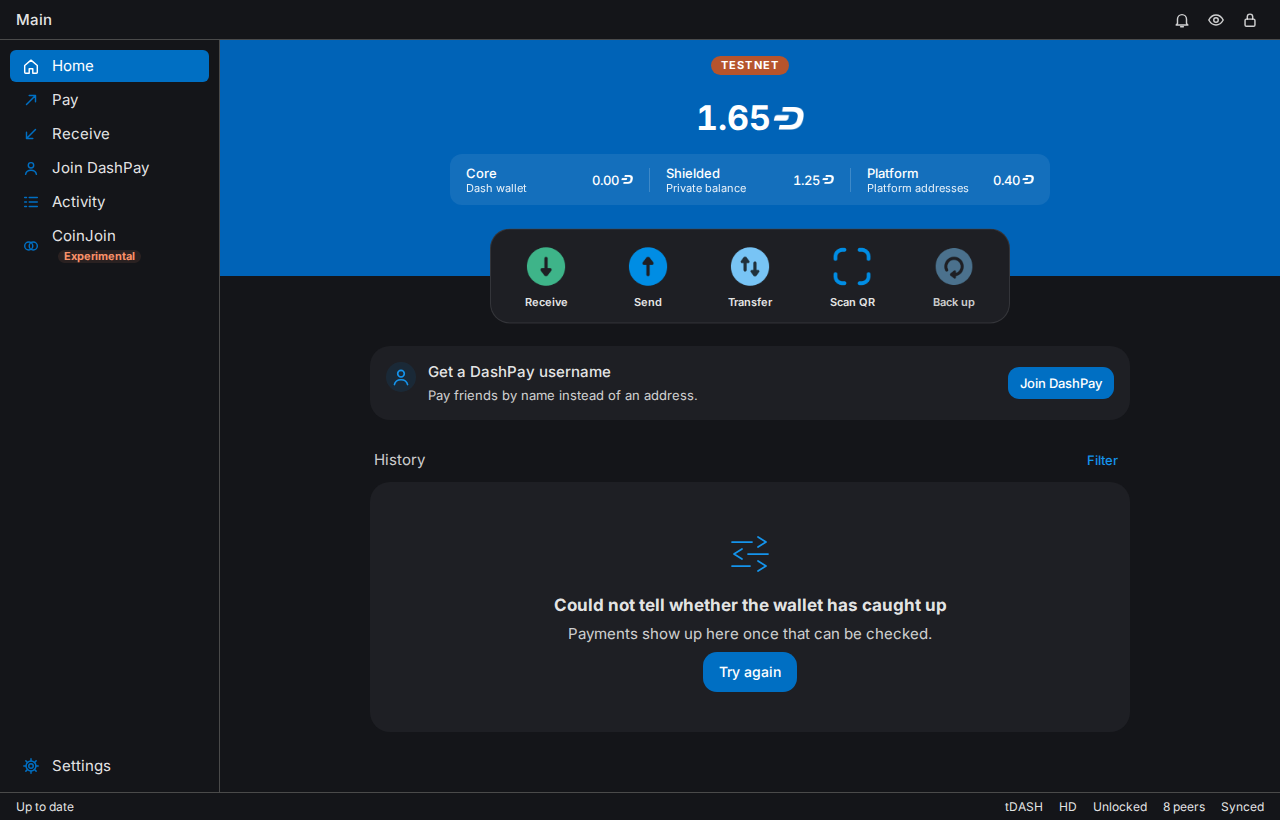 Main
Home
Pay
Receive
Join DashPay
Activity
CoinJoin
Experimental
Settings
TESTNET
1.65
Core
Dash wallet
0.00
Shielded
Private balance
1.25
Platform
Platform addresses
0.40
Receive
Send
Transfer
Scan QR
Back up
Get a DashPay username
Pay friends by name instead of an address.
Join DashPay
History
Filter
Could not tell whether the wallet has caught up
Payments show up here once that can be checked.
Try again
Up to date
tDASH
HD
Unlocked
8 peers
Synced